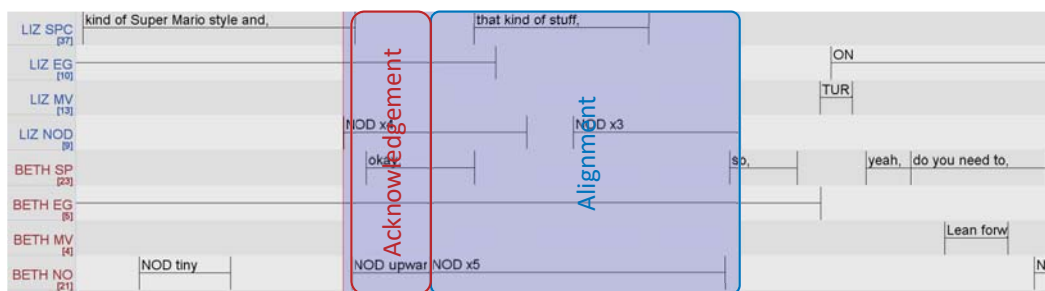 LIZ SPC kind of Super Mario style and, that kind of stuff,
[37]
LIZ EG ON
[10]
LIZ MV TUR
[13]
LIZ NOD NOD x4 NOD x3
[9]
BETH SP okay so, yeah, do you need to,
[23]
BETH EG
[5]
BETH MV Lean forw
[4]
BETH NO NOD tiny NOD upwar NOD x5 N
[21]
Acknowledgement
Alignment